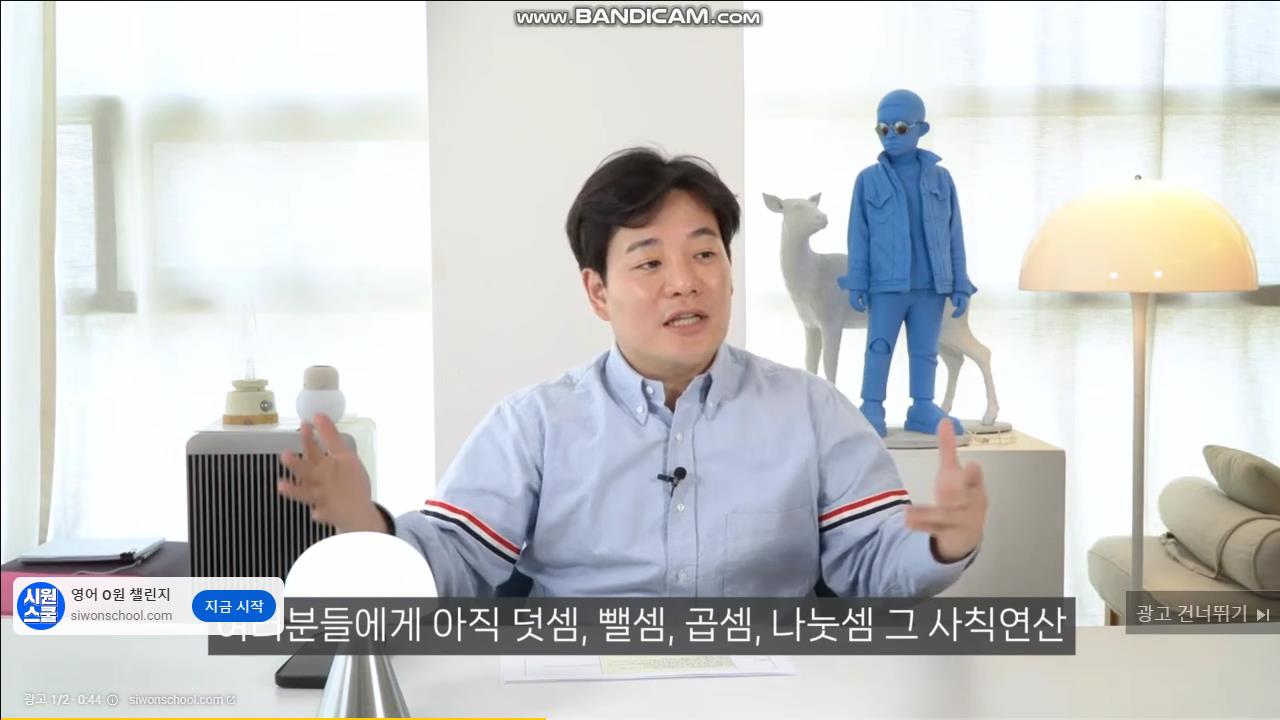 www.BANDICAM.com
시원
스쿨
영어 0원 챌린지
siwonschool.com
지금 시작
여러분들에게 아직 덧셈, 뺄셈, 곱셈, 나눗셈 그 사칙연산
광고 건너뛰기
광고 1/2 · 0:44
siwonschool.com